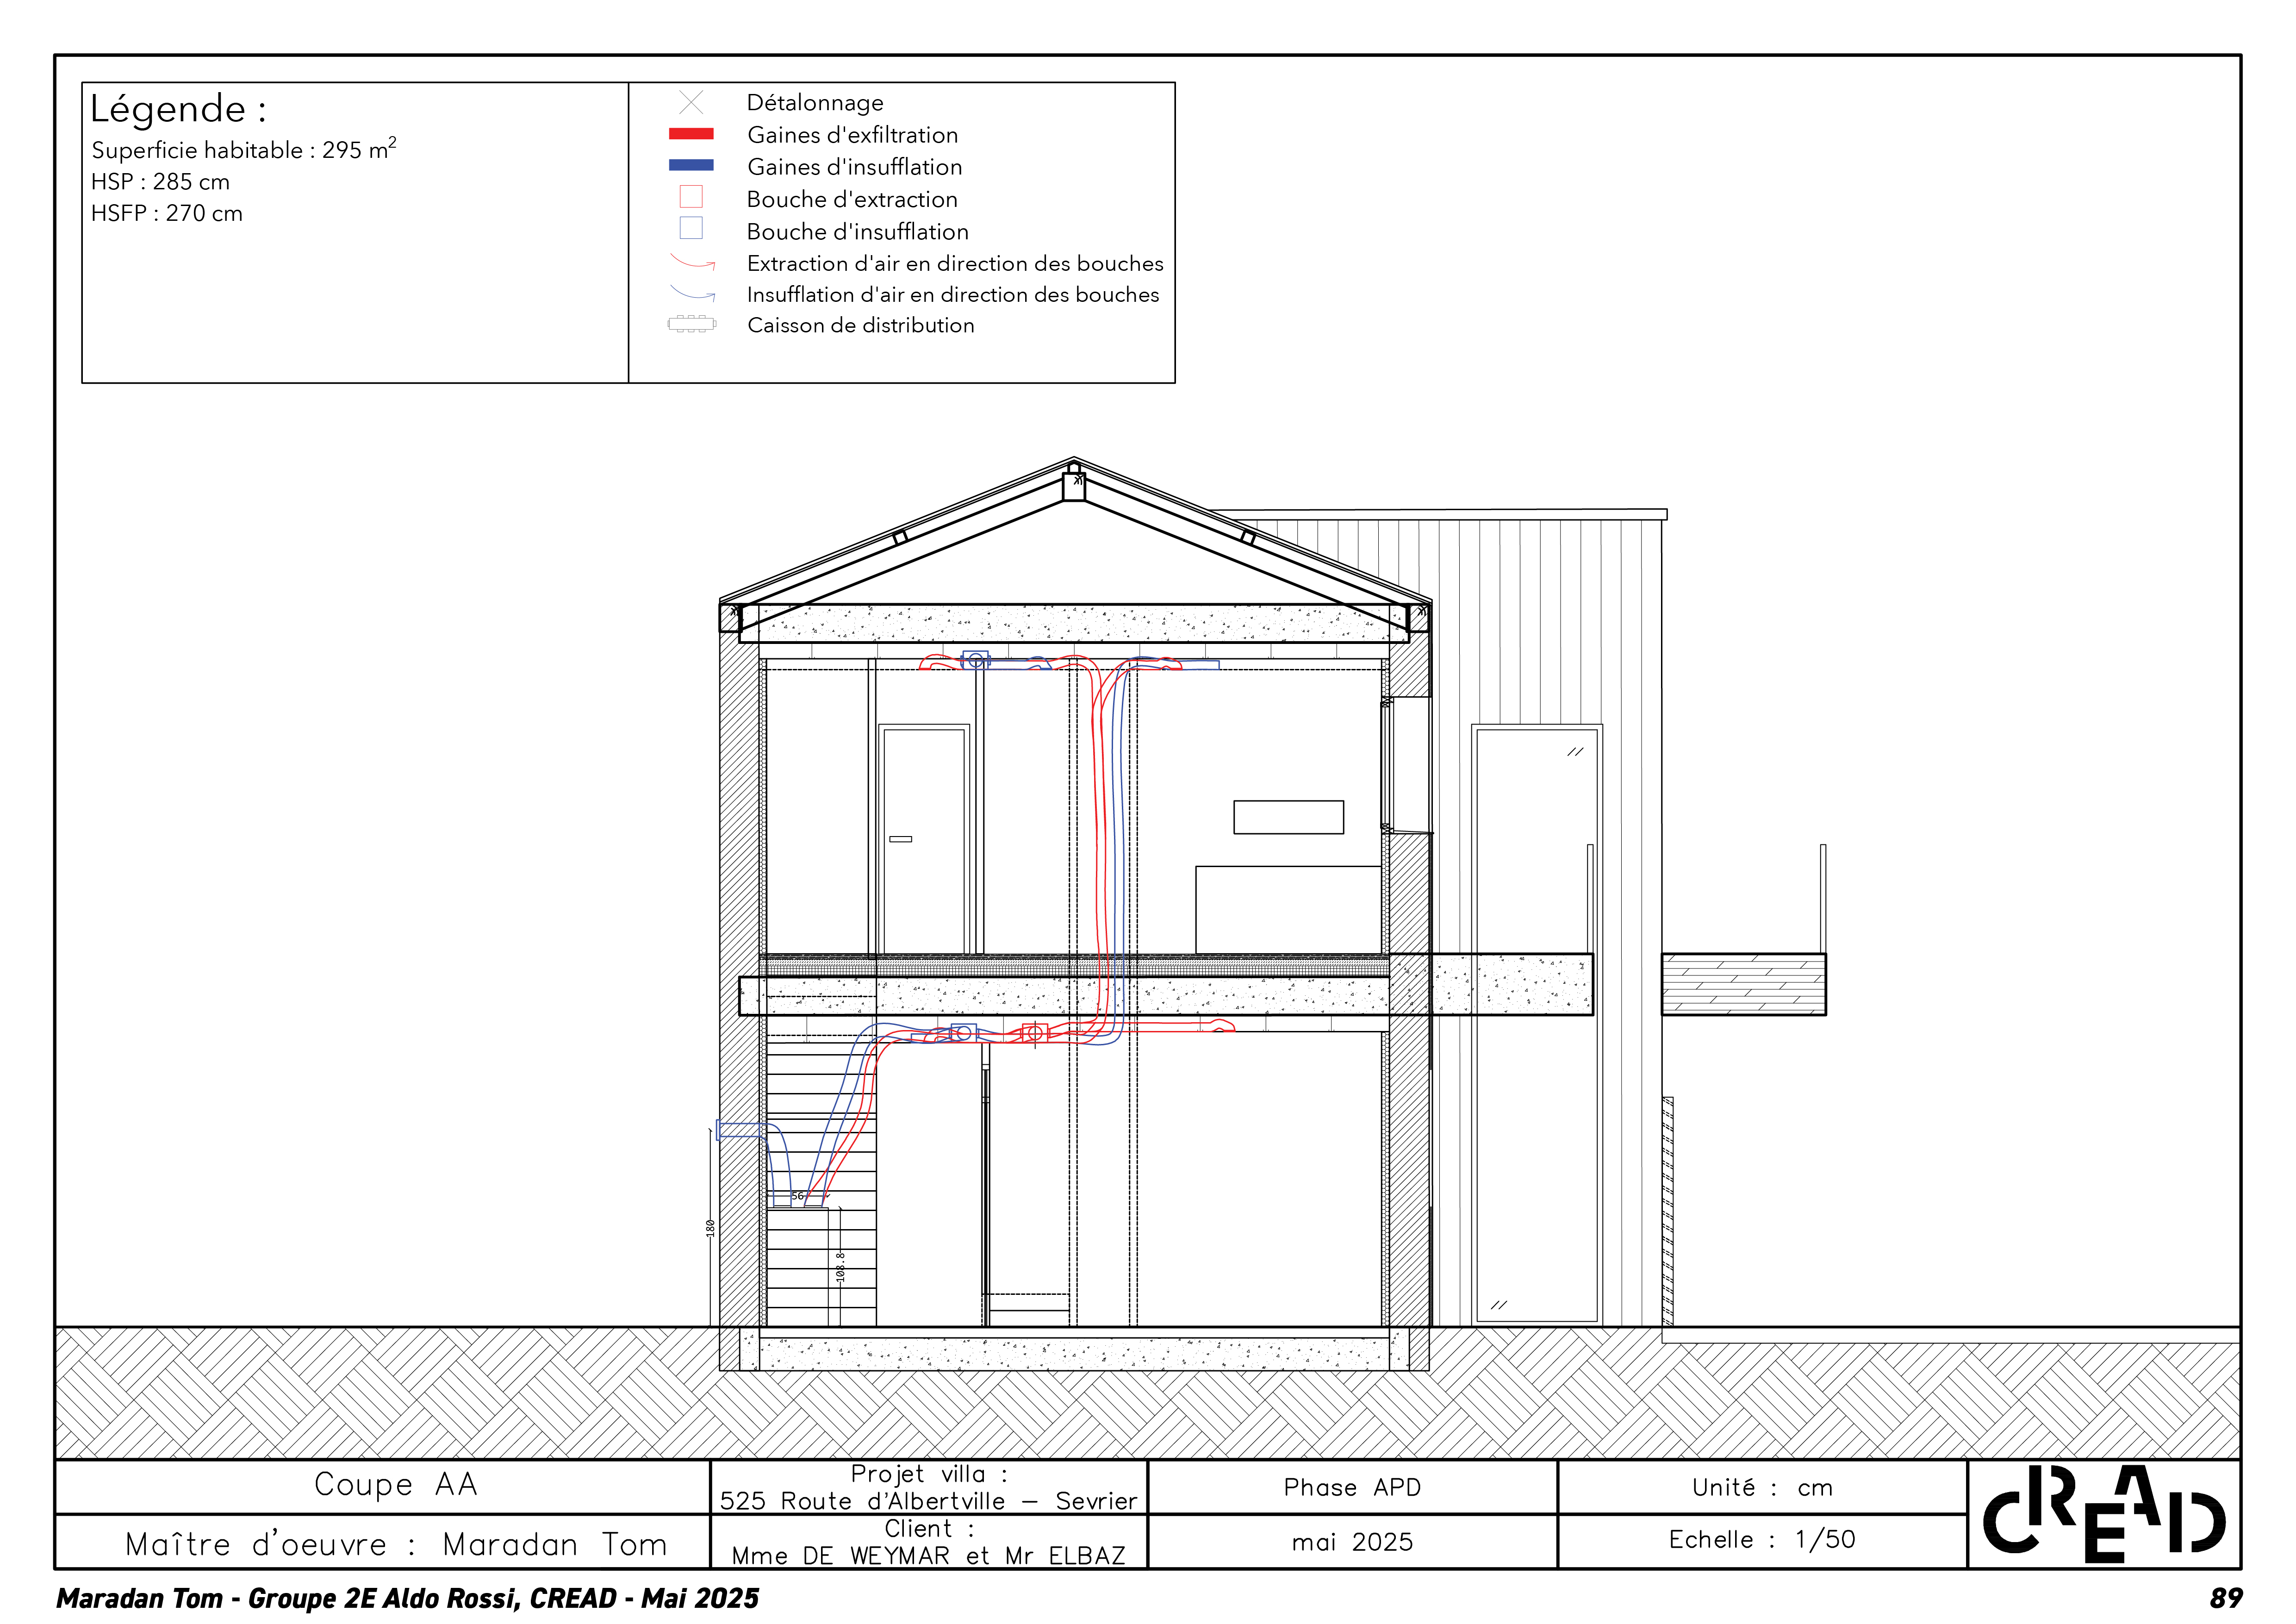 Légende :
Superficie habitable : 295 m²
HSP : 285 cm
HSFP : 270 cm
Détalonnage
Gaines d'exfiltration
Gaines d'insufflation
Bouche d'extraction
Bouche d'insufflation
Extraction d'air en direction des bouches
Insufflation d'air en direction des bouches
Caisson de distribution
56
180
108.8
Coupe AA
Maître d'oeuvre : Maradan Tom
Projet villa :
525 Route d'Albertville – Sevrier
Client :
Mme DE WEYMAR et Mr ELBAZ
Phase APD
mai 2025
Unité : cm
Echelle : 1/50
CREAD
Maradan Tom - Groupe 2E Aldo Rossi, CREAD - Mai 2025
89